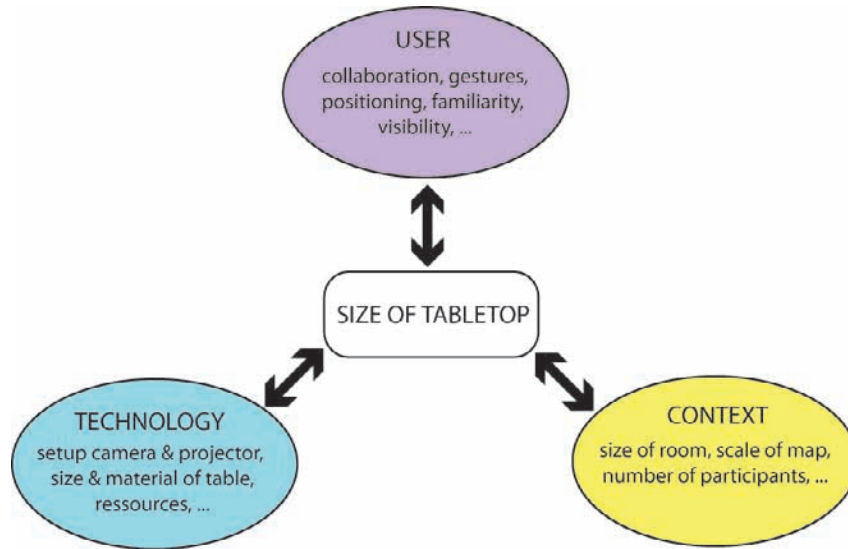 USER
collaboration, gestures,
positioning, familiarity,
visibility, ...
SIZE OF TABLETOP
TECHNOLOGY
setup camera & projector,
size & material of table,
ressources, ...
CONTEXT
size of room, scale of map,
number of participants, ...